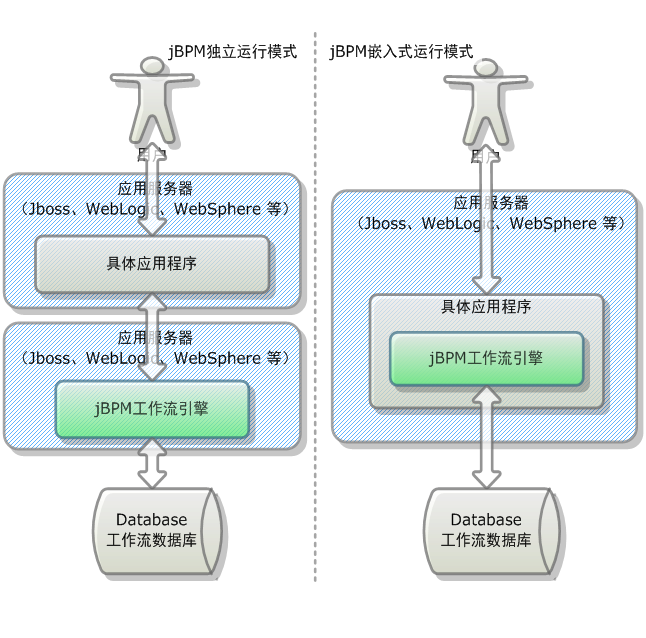 jBPM独立运行模式
用户
应用服务器
（Jboss、WebLogic、WebSphere 等）
具体应用程序
应用服务器
（Jboss、WebLogic、WebSphere 等）
jBPM工作流引擎
Database
工作流数据库
jBPM嵌入式运行模式
用户
应用服务器
（Jboss、WebLogic、WebSphere 等）
具体应用程序
jBPM工作流引擎
Database
工作流数据库